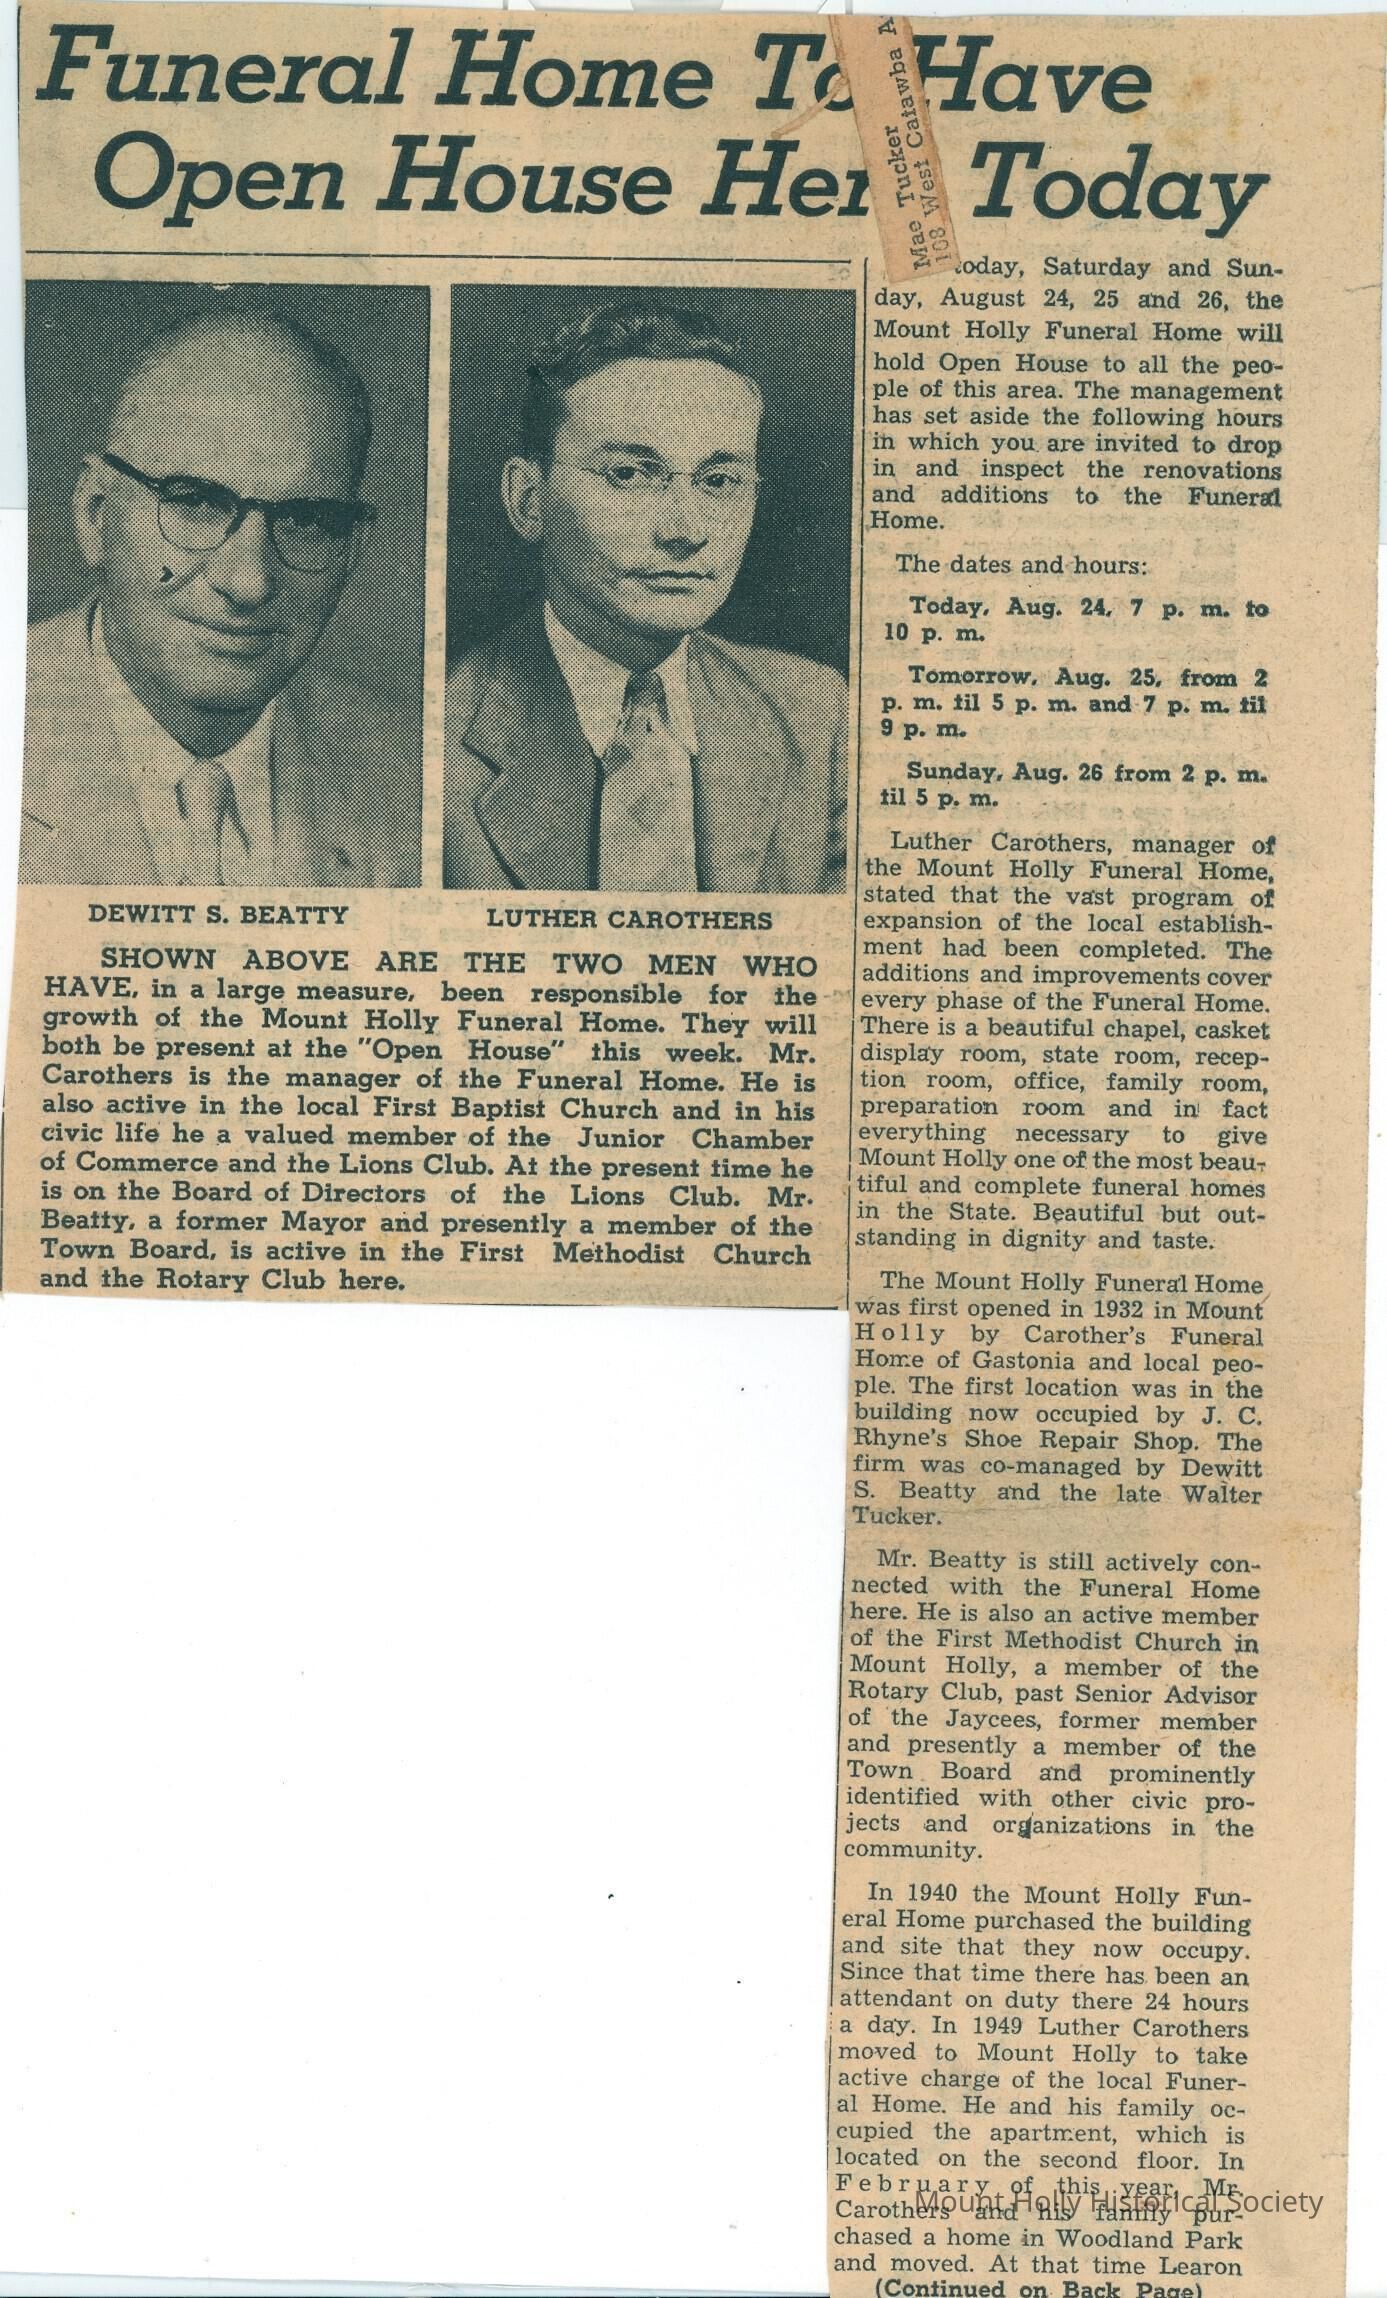 Funeral Home To Have
Open House Her Today
Mae Tucker
108 West Catawba A
DEWITT S. BEATTY
LUTHER CAROTHERS
SHOWN ABOVE ARE THE TWO MEN WHO
HAVE, in a large measure, been responsible for the
growth of the Mount Holly Funeral Home. They will
both be present at the "Open House" this week. Mr.
Carothers is the manager of the Funeral Home. He is
also active in the local First Baptist Church and in his
civic life he a valued member of the Junior Chamber
of Commerce and the Lions Club. At the present time he
is on the Board of Directors of the Lions Club. Mr.
Beatty, a former Mayor and presently a member of the
Town Board, is active in the First Methodist Church
and the Rotary Club here.
today, Saturday and Sun-
day, August 24, 25 and 26, the
Mount Holly Funeral Home will
hold Open House to all the peo-
ple of this area. The management
has set aside the following hours
in which you are invited to drop
in and inspect the renovations
and additions to the Funeral
Home.
The dates and hours:
Today, Aug. 24, 7 p. m. to
10 p. m.
Tomorrow, Aug. 25, from 2
p. m. til 5 p. m. and 7 p. m. til
9 p. m.
Sunday, Aug. 26 from 2 p. m.
til 5 p. m.
Luther Carothers, manager of
the Mount Holly Funeral Home,
stated that the vast program of
expansion of the local establish-
ment had been completed. The
additions and improvements cover
every phase of the Funeral Home.
There is a beautiful chapel, casket
display room, state room, recep-
tion room, office, family room,
preparation room and in fact
everything necessary to give
Mount Holly one of the most beau-
tiful and complete funeral homes
in the State. Beautiful but out-
standing in dignity and taste.
The Mount Holly Funeral Home
was first opened in 1932 in Mount
Holly by Carother's Funeral
Home of Gastonia and local peo-
ple. The first location was in the
building now occupied by J. C.
Rhyne's Shoe Repair Shop. The
firm was co-managed by Dewitt
S. Beatty and the late Walter
Tucker.
Mr. Beatty is still actively con-
nected with the Funeral Home
here. He is also an active member
of the First Methodist Church in
Mount Holly, a member of the
Rotary Club, past Senior Advisor
of the Jaycees, former member
and presently a member of the
Town Board and prominently
identified with other civic pro-
jects and organizations in the
community.
In 1940 the Mount Holly Fun-
eral Home purchased the building
and site that they now occupy.
Since that time there has been an
attendant on duty there 24 hours
a day. In 1949 Luther Carothers
moved to Mount Holly to take
active charge of the local Funer-
al Home. He and his family oc-
cupied the apartment, which is
located on the second floor. In
February of this year, Mr.
Carothers and his family pur-
chased a home in Woodland Park
and moved. At that time Learon
(Continued on Back Page)
Mount Holly Historical Society